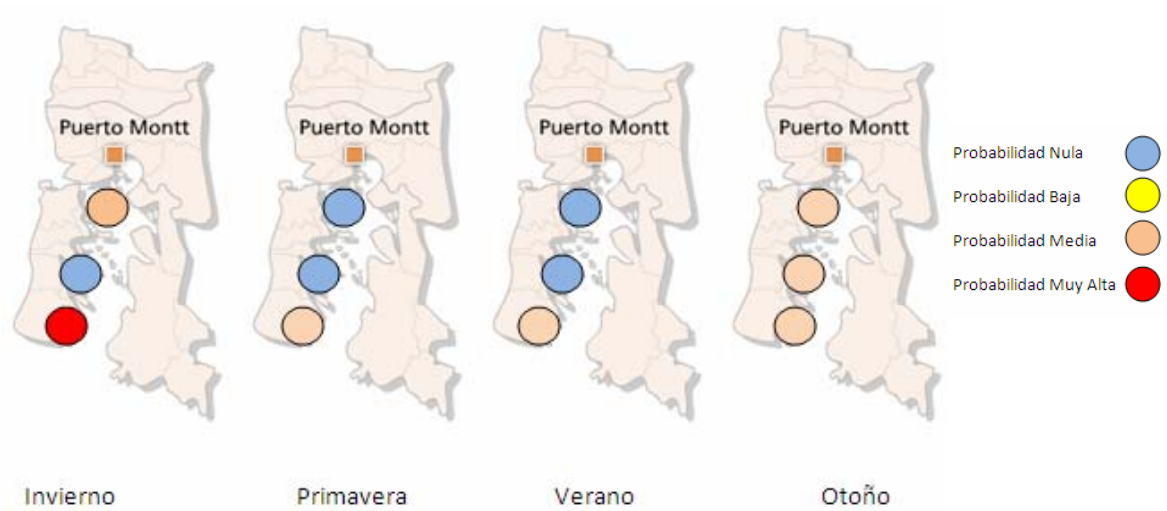 Puerto Montt
Puerto Montt
Puerto Montt
Puerto Montt
Probabilidad Nula
Probabilidad Baja
Probabilidad Media
Probabilidad Muy Alta
Invierno
Primavera
Verano
Otoño